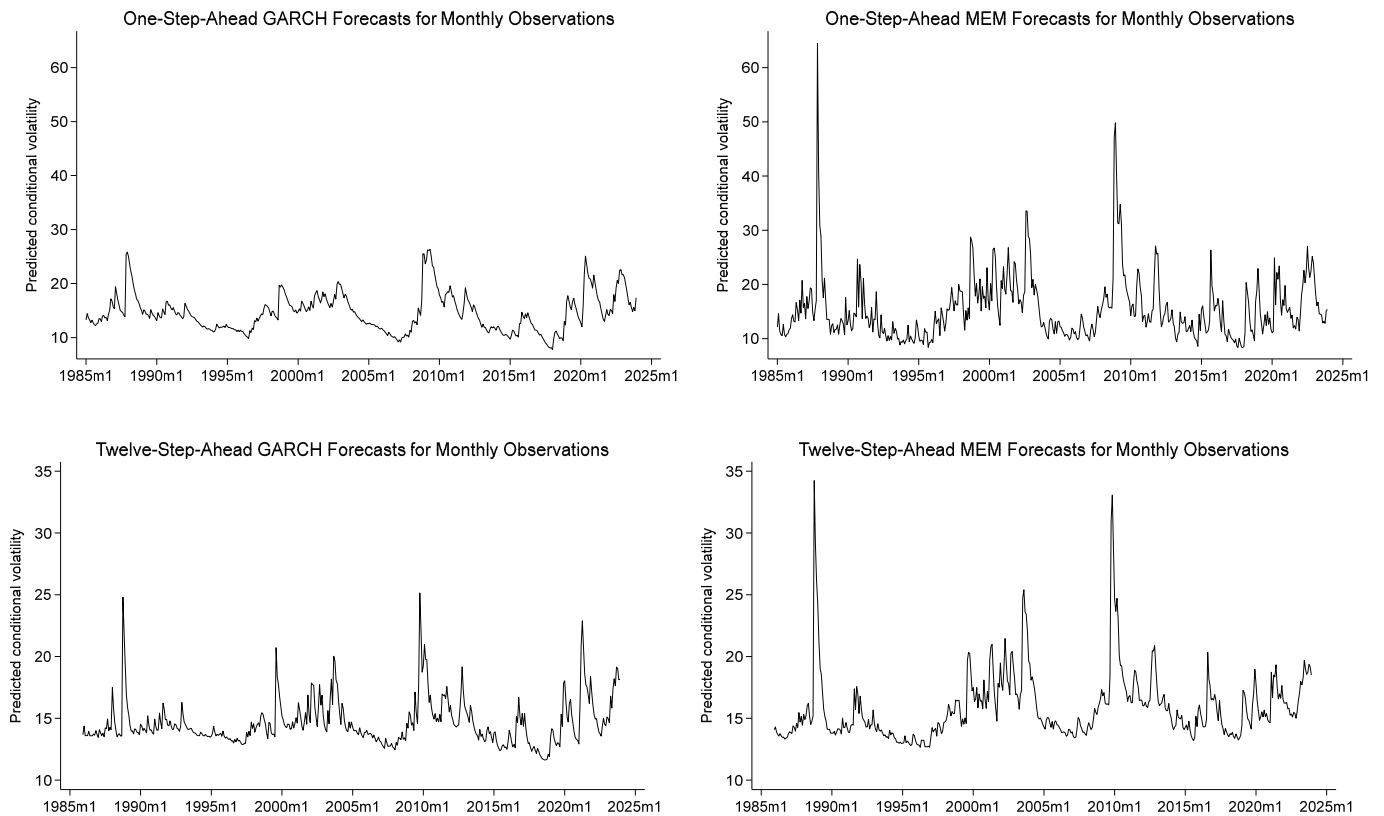 One-Step-Ahead GARCH Forecasts for Monthly Observations
Predicted conditional volatility
60
50
40
30
20
10
1985m1 1990m1 1995m1 2000m1 2005m1 2010m1 2015m1 2020m1 2025m1
One-Step-Ahead MEM Forecasts for Monthly Observations
Predicted conditional volatility
60
50
40
30
20
10
1985m1 1990m1 1995m1 2000m1 2005m1 2010m1 2015m1 2020m1 2025m1
Twelve-Step-Ahead GARCH Forecasts for Monthly Observations
Predicted conditional volatility
35
30
25
20
15
10
1985m1 1990m1 1995m1 2000m1 2005m1 2010m1 2015m1 2020m1 2025m1
Twelve-Step-Ahead MEM Forecasts for Monthly Observations
Predicted conditional volatility
35
30
25
20
15
10
1985m1 1990m1 1995m1 2000m1 2005m1 2010m1 2015m1 2020m1 2025m1